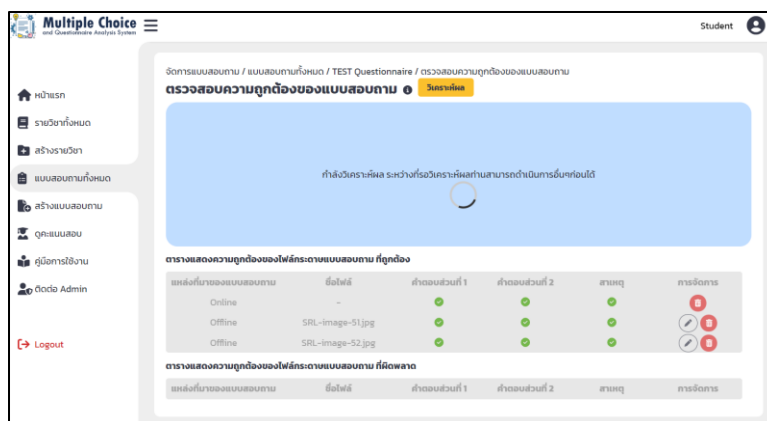 Multiple Choice
and Questionnaire Analysis System
Student
จัดการแบบสอบถาม / แบบสอบถามทั้งหมด / TEST Questionnaire / ตรวจสอบความถูกต้องของแบบสอบถาม
ตรวจสอบความถูกต้องของแบบสอบถาม วิเคราะห์ผล
หน้าแรก
รายวิชาทั้งหมด
สร้างรายวิชา
แบบสอบถามทั้งหมด
สร้างแบบสอบถาม
ดูคะแนนสอบ
คู่มือการใช้งาน
ติดต่อ Admin
Logout
กำลังวิเคราะห์ผล ระหว่างที่รอวิเคราะห์ผลท่านสามารถดำเนินการอื่นๆก่อนได้
ตารางแสดงความถูกต้องของไฟล์กระดาษแบบสอบถาม ที่ถูกต้อง
แหล่งที่มาของแบบสอบถาม ชื่อไฟล์ คำตอบส่วนที่ 1 คำตอบส่วนที่ 2 สาเหตุ การจัดการ
Online -
Offline SRL-image-51.jpg
Offline SRL-image-52.jpg
ตารางแสดงความถูกต้องของไฟล์กระดาษแบบสอบถาม ที่ผิดพลาด
แหล่งที่มาของแบบสอบถาม ชื่อไฟล์ คำตอบส่วนที่ 1 คำตอบส่วนที่ 2 สาเหตุ การจัดการ